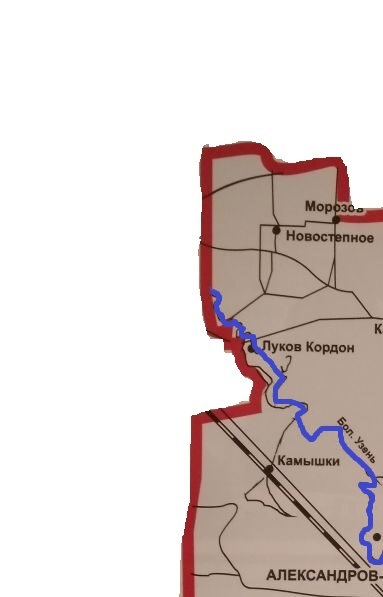 Морозов
Новостепное
К
Луков Кордон
Бол. Узень
Камышки
АЛЕКСАНДРОВ-